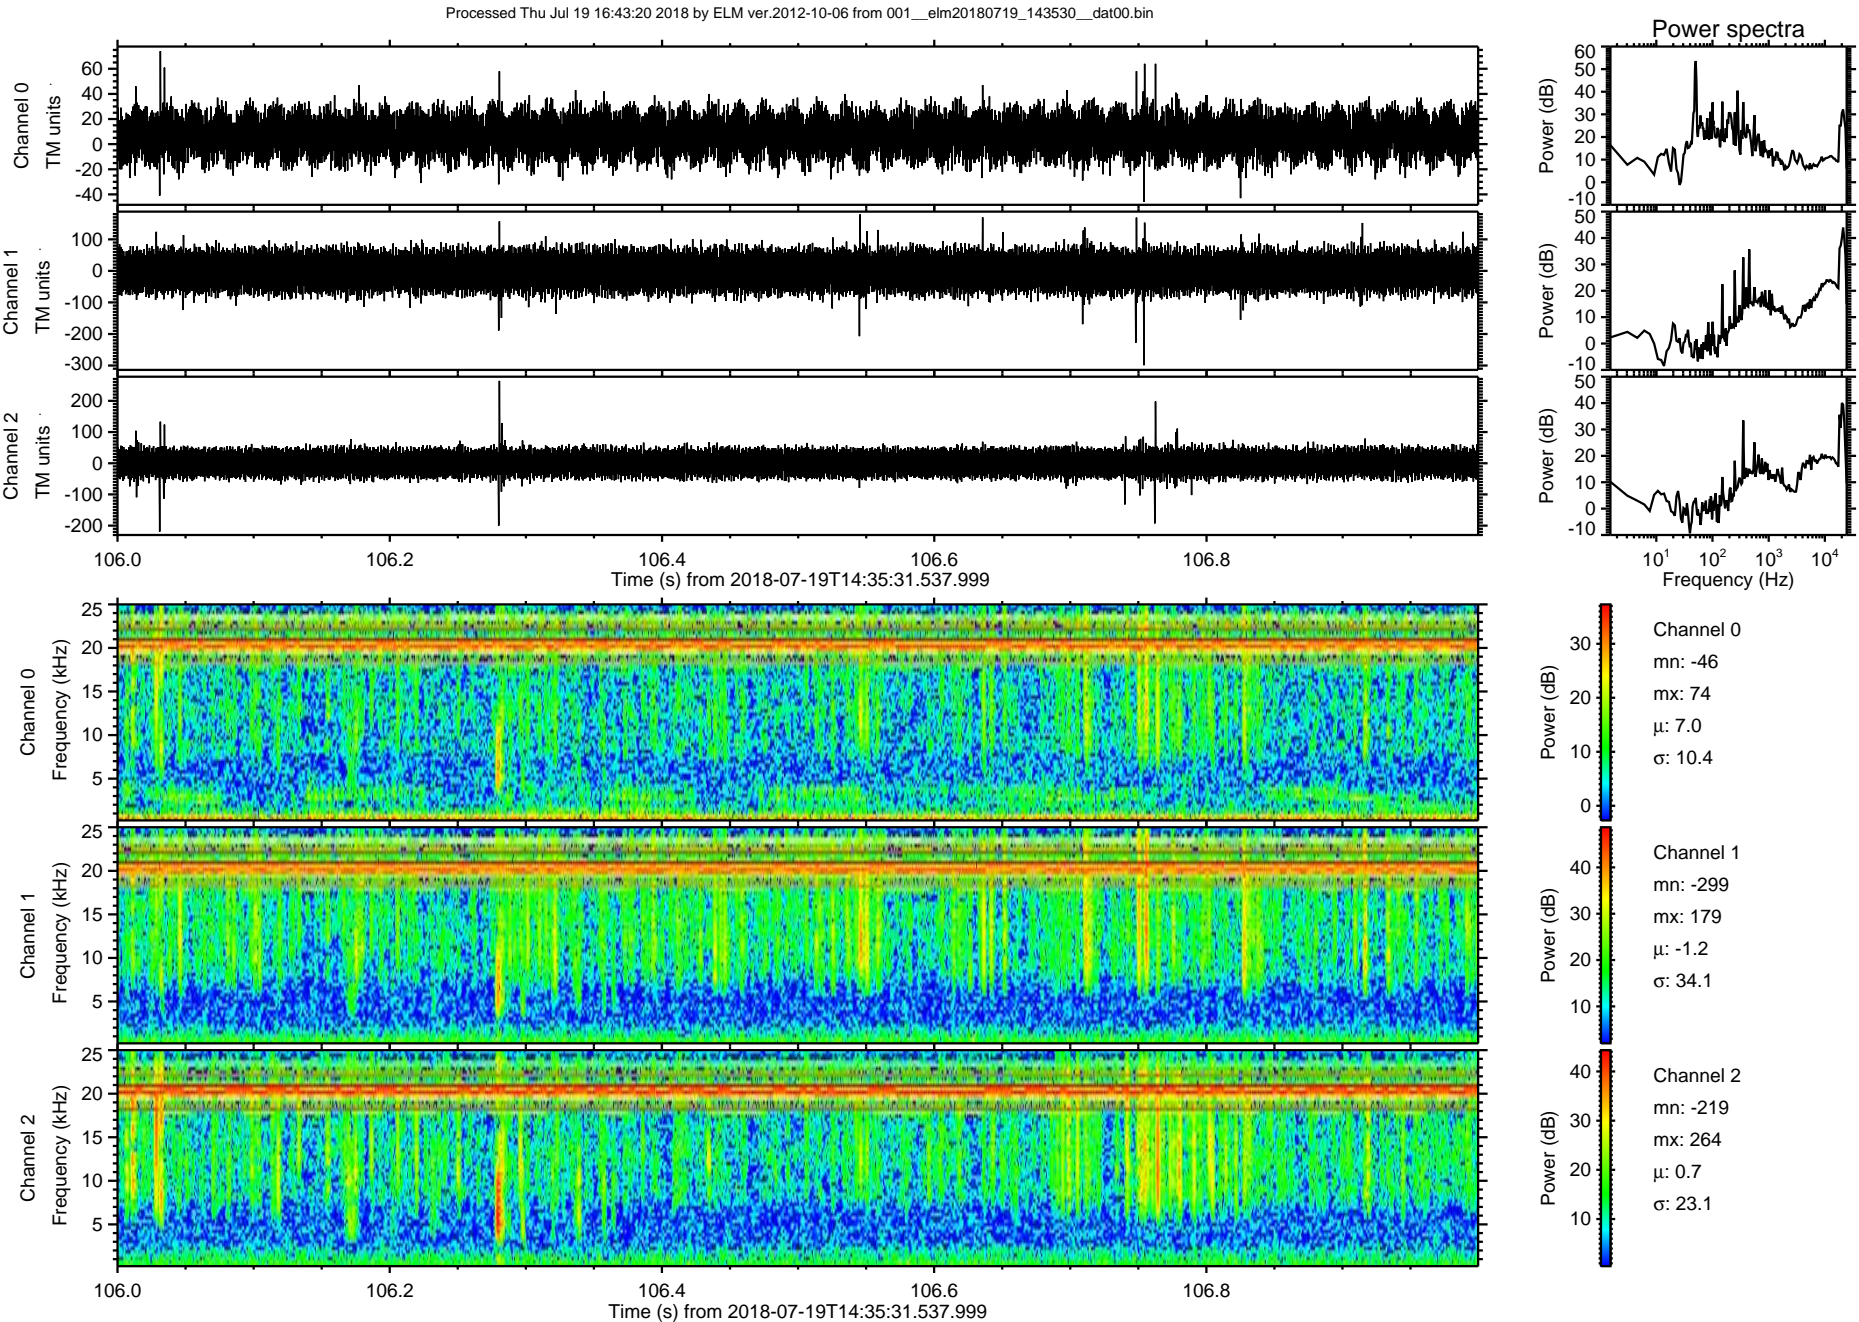 Processed Thu Jul 19 16:43:20 2018 by ELM ver.2012-10-06 from 001__elm20180719_143530__dat00.bin
Power spectra
Channel 0
TM units
60
40
20
0
-20
-40
Power (dB)
60
50
40
30
20
10
0
-10
Channel 1
TM units
100
0
-100
-200
-300
Power (dB)
50
40
30
20
10
0
-10
Channel 2
TM units
200
100
0
-100
-200
Power (dB)
50
40
30
20
10
0
-10
106.0 106.2 106.4 106.6 106.8
Time (s) from 2018-07-19T14:35:31.537.999
10^1 10^2 10^3 10^4
Frequency (Hz)
Channel 0
Frequency (kHz)
25
20
15
10
5
Power (dB)
30
20
10
0
Channel 0
mn: -46
mx: 74
μ: 7.0
σ: 10.4
Channel 1
Frequency (kHz)
25
20
15
10
5
Power (dB)
40
30
20
10
Channel 1
mn: -299
mx: 179
μ: -1.2
σ: 34.1
Channel 2
Frequency (kHz)
25
20
15
10
5
Power (dB)
40
30
20
10
Channel 2
mn: -219
mx: 264
μ: 0.7
σ: 23.1
106.0 106.2 106.4 106.6 106.8
Time (s) from 2018-07-19T14:35:31.537.999